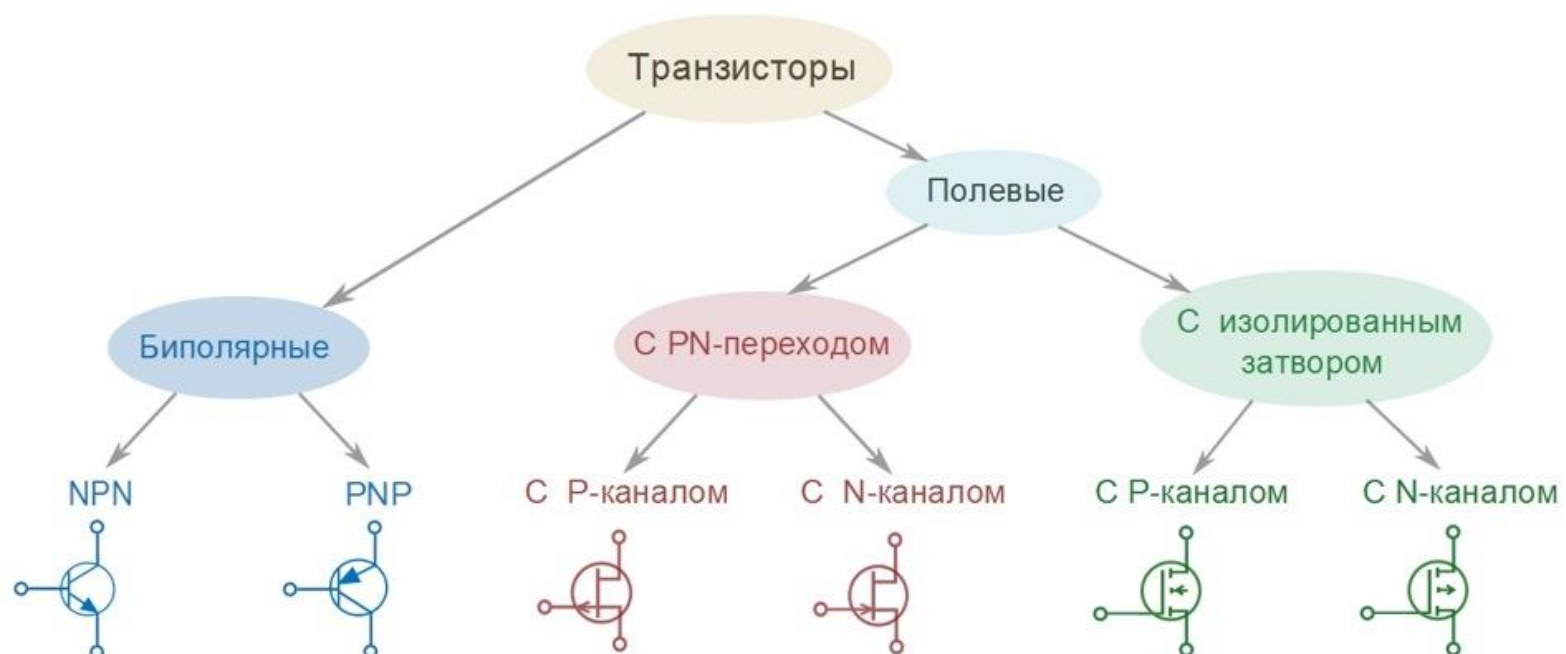 Транзисторы
Полевые
Биполярные
С PN-переходом
С изолированным
затвором
NPN
PNP
С Р-каналом
С N-каналом
С Р-каналом
С N-каналом